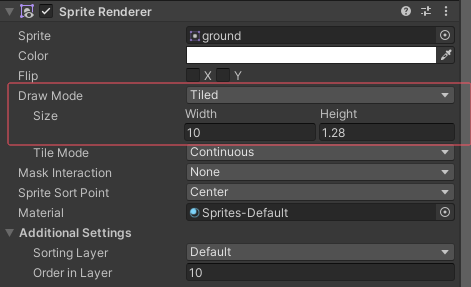 Sprite Renderer
Sprite ground
Color
Flip X Y
Draw Mode Tiled
Size Width Height
10 1.28
Tile Mode Continuous
Mask Interaction None
Sprite Sort Point Center
Material Sprites-Default
Additional Settings
Sorting Layer Default
Order in Layer 10